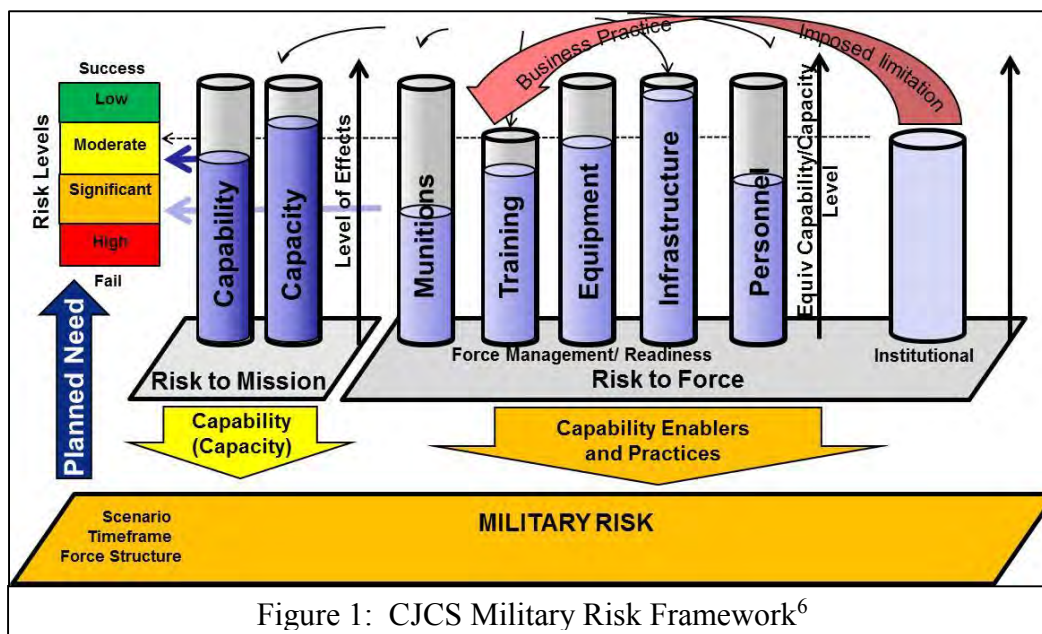 Business Practice
Imposed limitation
Success
Low
Moderate
Significant
High
Fail
Risk Levels
Planned Need
Capability
Capacity
Level of Effects
Munitions
Training
Equipment
Infrastructure
Personnel
Equiv Capability/Capacity
Level
Force Management/ Readiness
Institutional
Risk to Mission
Risk to Force
Capability
(Capacity)
Capability Enablers
and Practices
Scenario
Timeframe
Force Structure
MILITARY RISK
Figure 1:  CJCS Military Risk Framework⁶